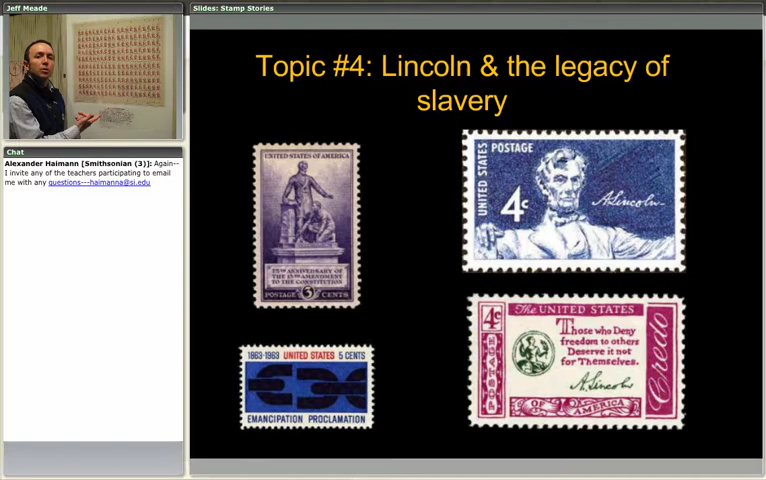 Jeff Meade
Slides: Stamp Stories
Chat
Alexander Haimann [Smithsonian (3)]: Again--
I invite any of the teachers participating to email
me with any questions---haimanna@si.edu
Topic #4: Lincoln & the legacy of
slavery
UNITED STATES OF AMERICA
75TH ANNIVERSARY OF
THE 13TH AMENDMENT
TO THE CONSTITUTION
POSTAGE 3 CENTS
UNITED STATES
POSTAGE
4c
A. Lincoln
1863-1963 UNITED STATES 5 CENTS
EMANCIPATION PROCLAMATION
4c
POSTAGE
The UNITED STATES
Those who Deny
freedom to others
Deserve it not
for Themselves.
A. Lincoln
OF AMERICA
Credo